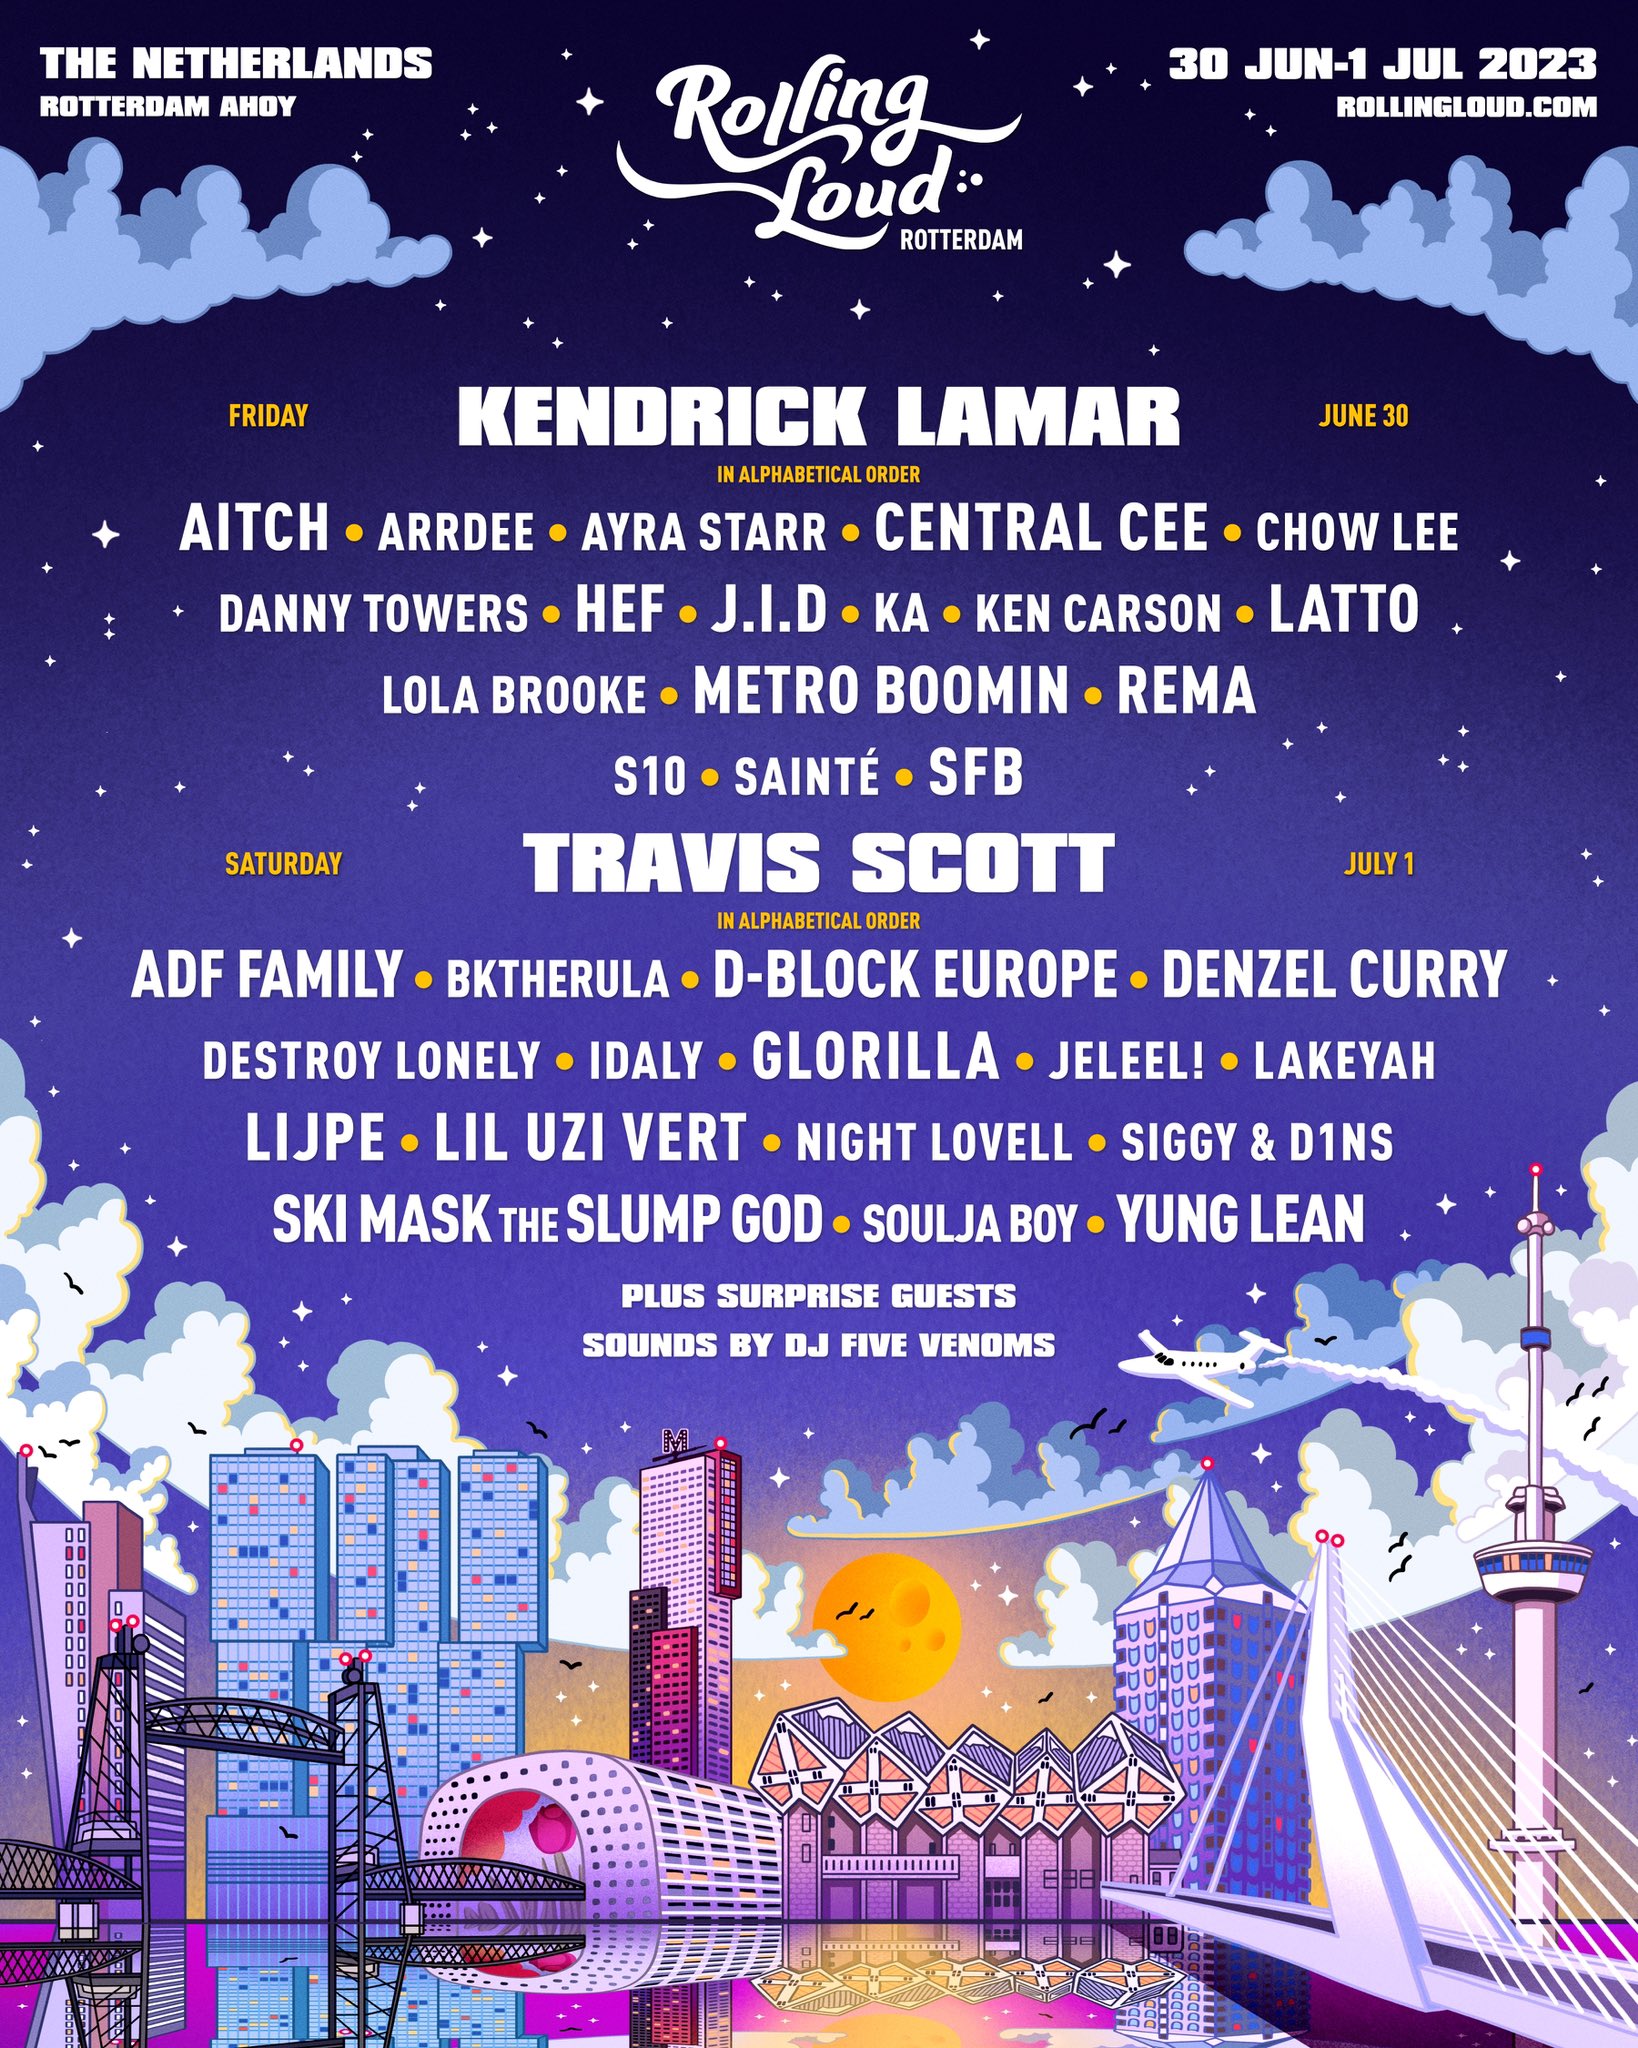 THE NETHERLANDS
ROTTERDAM AHOY
Rolling
Loud
ROTTERDAM
30 JUN-1 JUL 2023
ROLLINGLOUD.COM
FRIDAY
KENDRICK LAMAR
JUNE 30
IN ALPHABETICAL ORDER
AITCH • ARRDEE • AYRA STARR • CENTRAL CEE • CHOW LEE
DANNY TOWERS • HEF • J.I.D • KA • KEN CARSON • LATTO
LOLA BROOKE • METRO BOOMIN • REMA
S10 • SAINTÉ • SFB
SATURDAY
TRAVIS SCOTT
JULY 1
IN ALPHABETICAL ORDER
ADF FAMILY • BKTHERULA • D-BLOCK EUROPE • DENZEL CURRY
DESTROY LONELY • IDALY • GLORILLA • JELEEL! • LAKEYAH
LIJPE • LIL UZI VERT • NIGHT LOVELL • SIGGY & D1NS
SKI MASK THE SLUMP GOD • SOULJA BOY • YUNG LEAN
PLUS SURPRISE GUESTS
SOUNDS BY DJ FIVE VENOMS
M